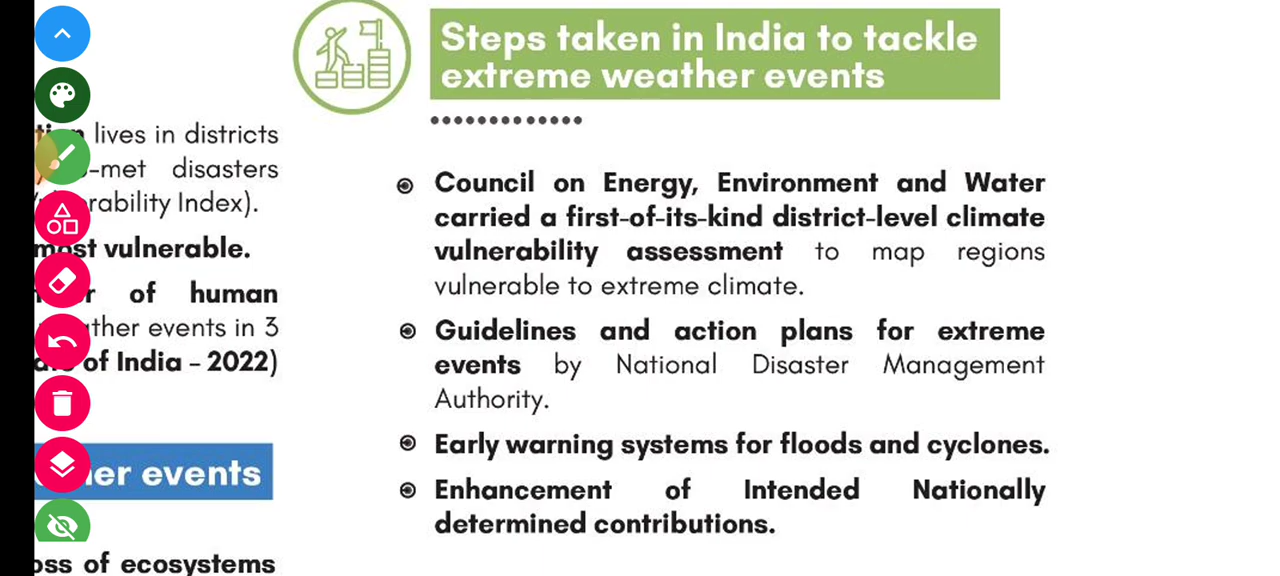 lives in districts
-met disasters
rability Index).
most vulnerable.
of human
ther events in 3
of India – 2022)
er events
oss of ecosystems
Steps taken in India to tackle
extreme weather events
Council on Energy, Environment and Water
carried a first-of-its-kind district-level climate
vulnerability assessment to map regions
vulnerable to extreme climate.
Guidelines and action plans for extreme
events by National Disaster Management
Authority.
Early warning systems for floods and cyclones.
Enhancement of Intended Nationally
determined contributions.